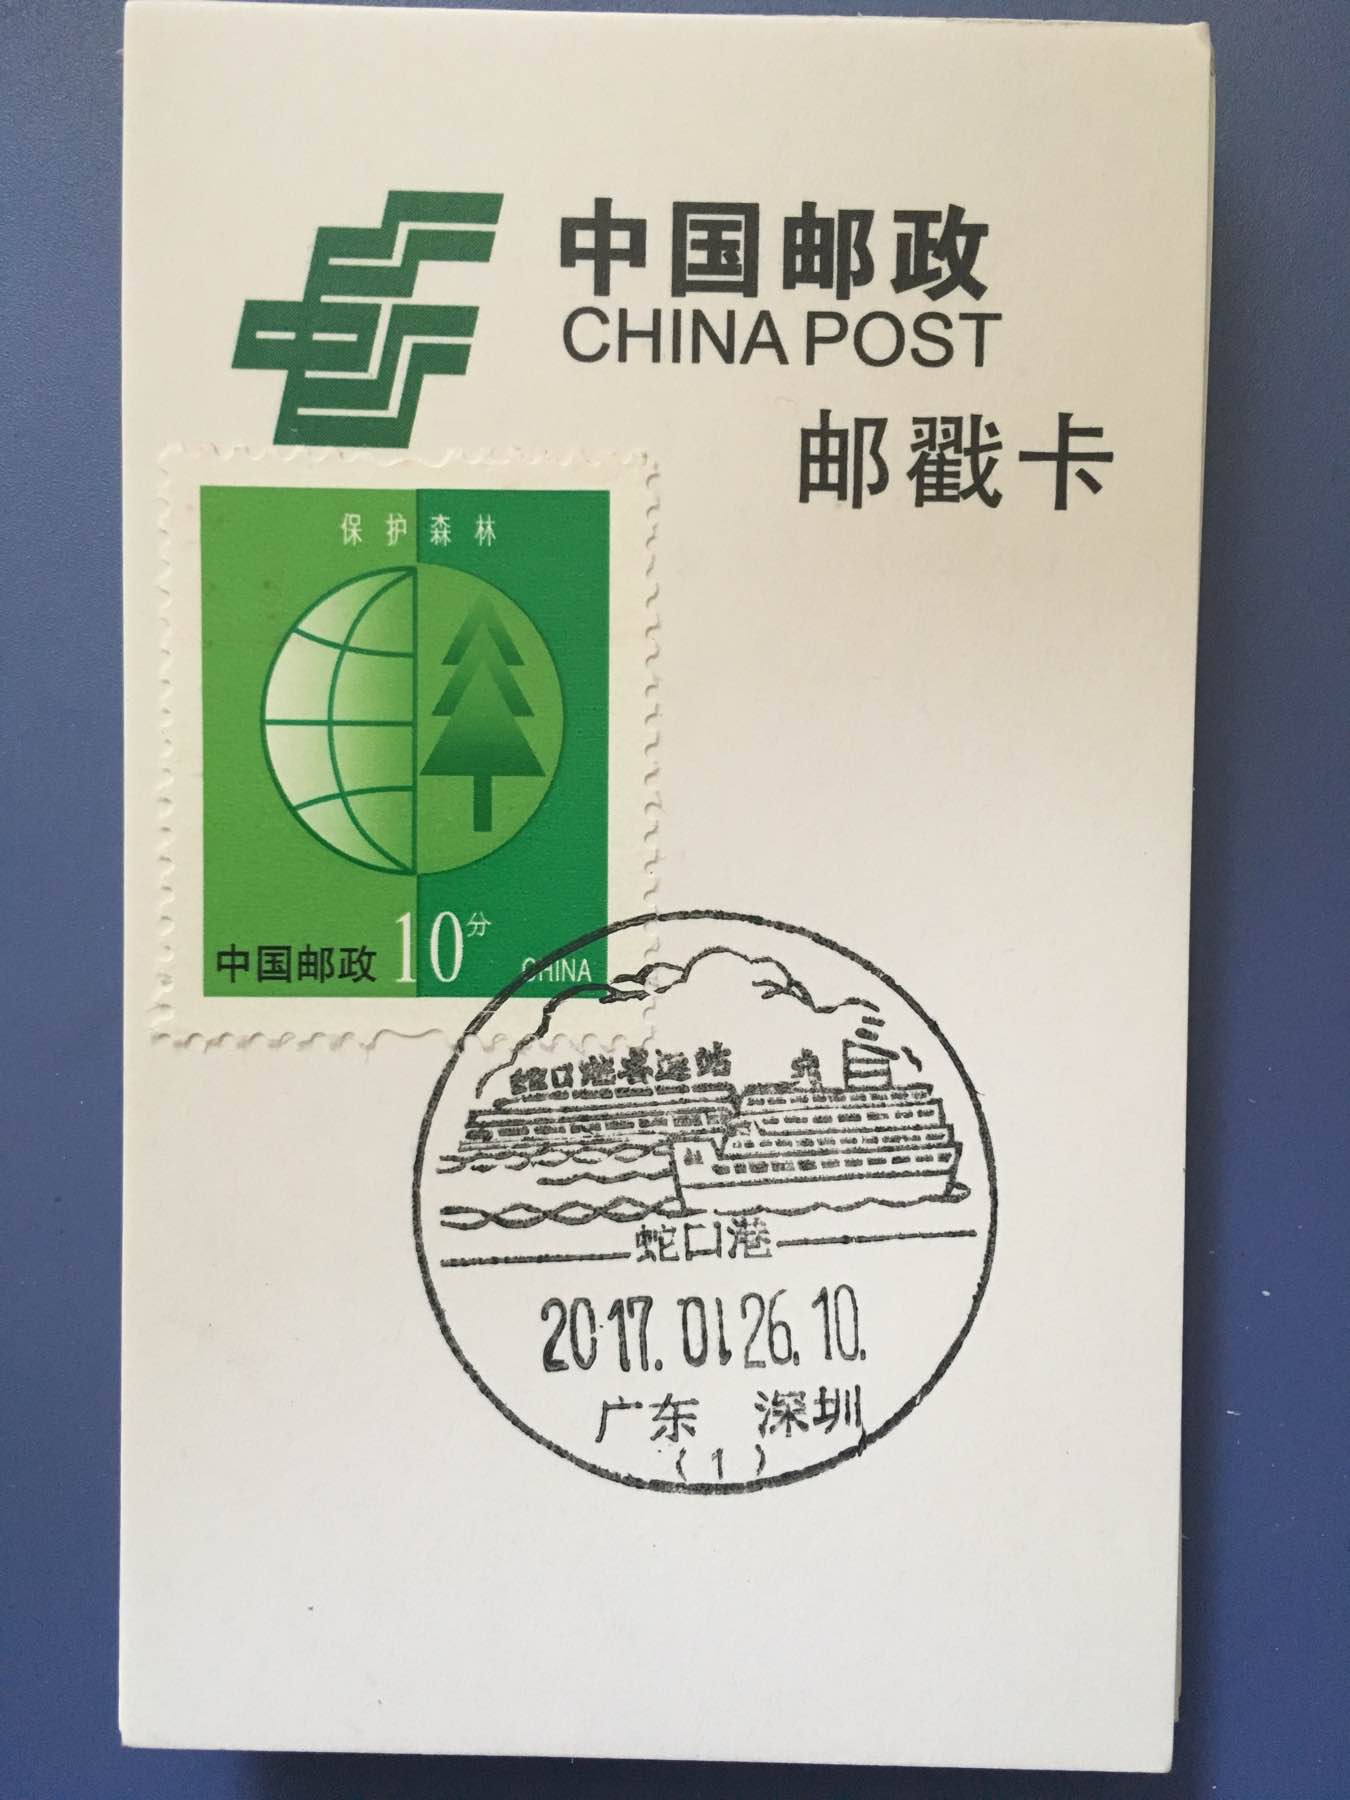 中国邮政
CHINA POST
邮戳卡
保护森林
中国邮政 10分 CHINA
蛇口港客运站
蛇口港
2017.01.26.10.
广东 深圳
(1)